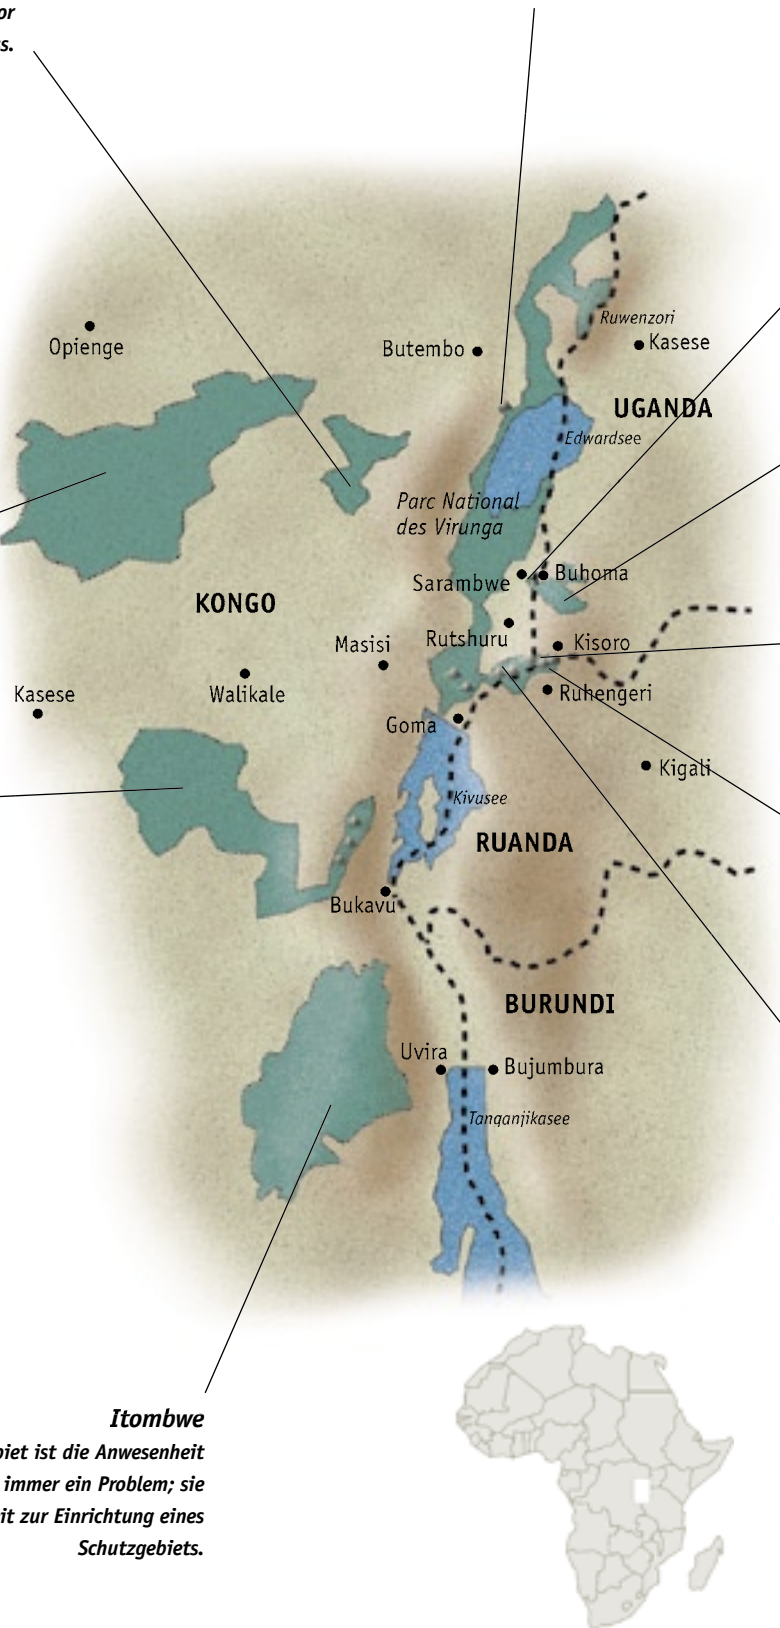 or
s.
Ruwenzori
Opienge
Butembo
Kasese
UGANDA
Edwardsee
Parc National
des Virunga
Sarambwe
Buhoma
KONGO
Rutshuru
Kisoro
Masisi
Kasese
Walikale
Ruhengeri
Goma
Kigali
Kivusee
RUANDA
Bukavu
BURUNDI
Uvira
Bujumbura
Tanganjikasee
Itombwe
biet ist die Anwesenheit
immer ein Problem; sie
it zur Einrichtung eines
Schutzgebiets.